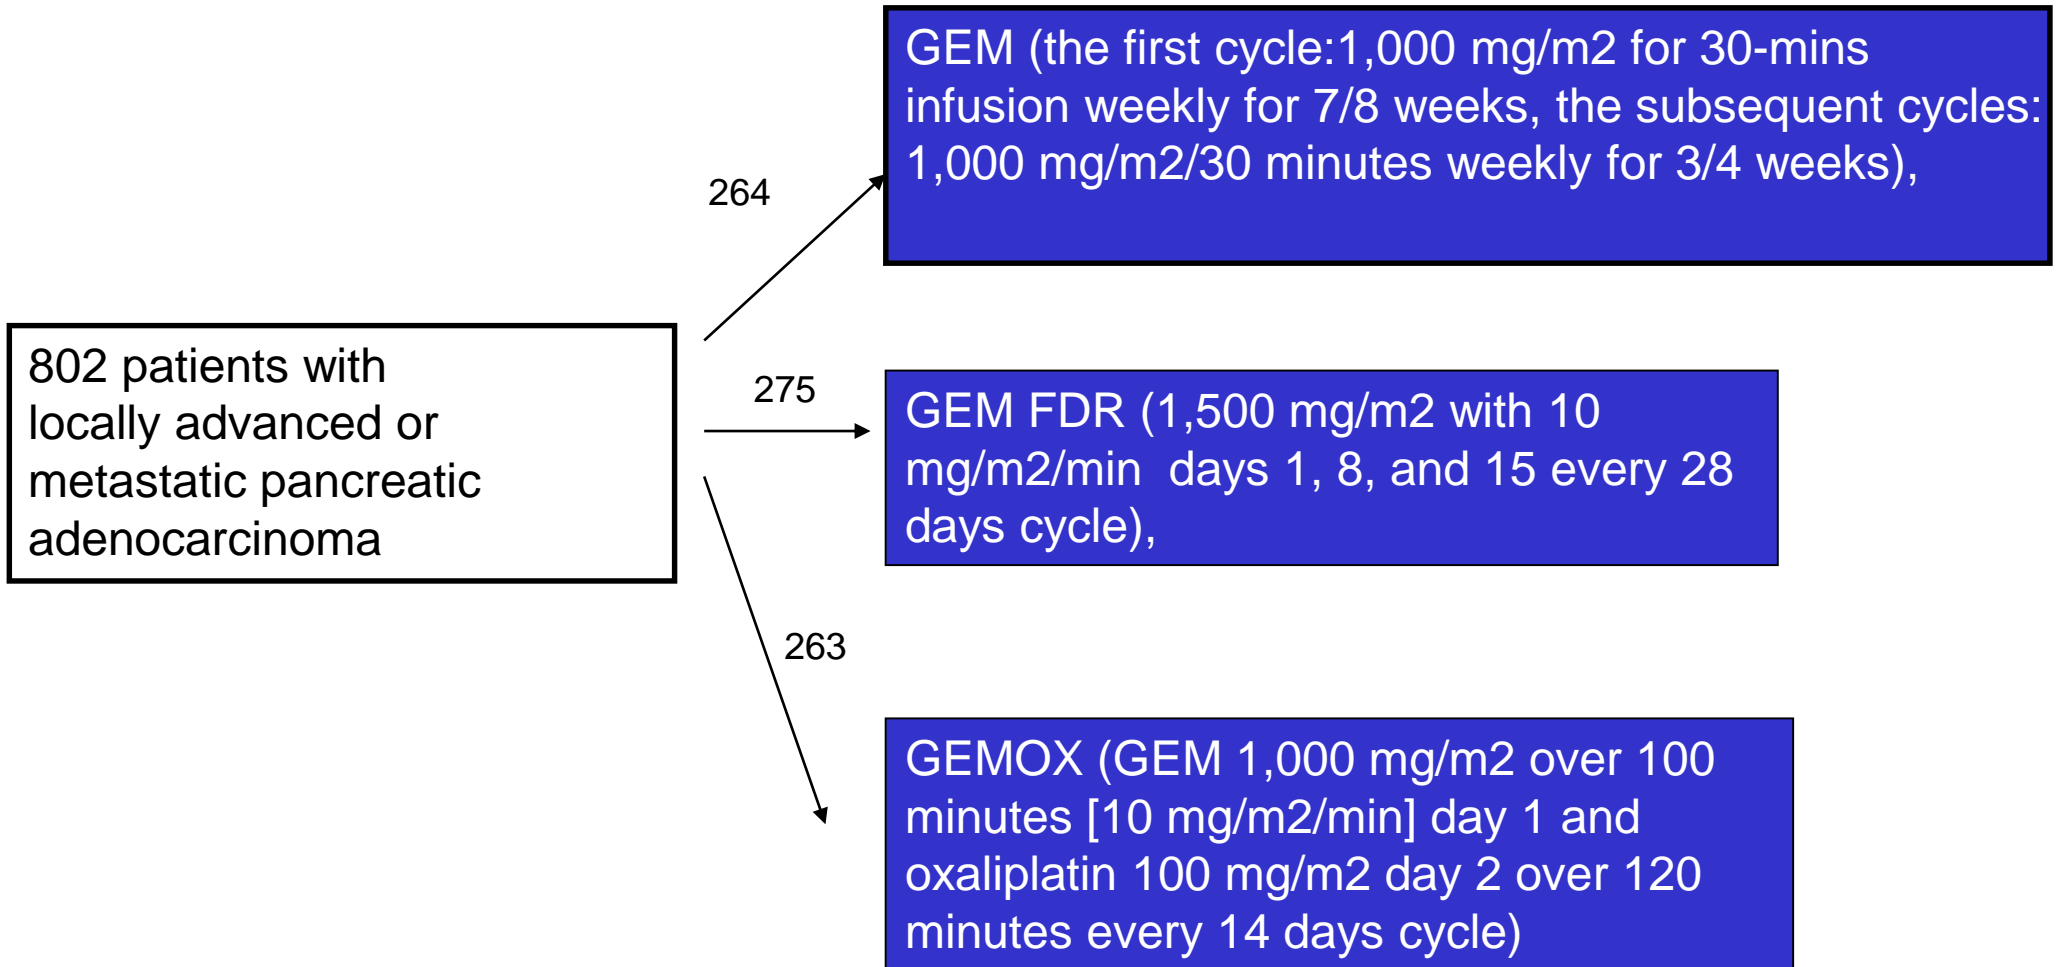 802 patients with
locally advanced or
metastatic pancreatic
adenocarcinoma
264
GEM (the first cycle:1,000 mg/m2 for 30-mins
infusion weekly for 7/8 weeks, the subsequent cycles:
1,000 mg/m2/30 minutes weekly for 3/4 weeks),
275
GEM FDR (1,500 mg/m2 with 10
mg/m2/min  days 1, 8, and 15 every 28
days cycle),
263
GEMOX (GEM 1,000 mg/m2 over 100
minutes [10 mg/m2/min] day 1 and
oxaliplatin 100 mg/m2 day 2 over 120
minutes every 14 days cycle)